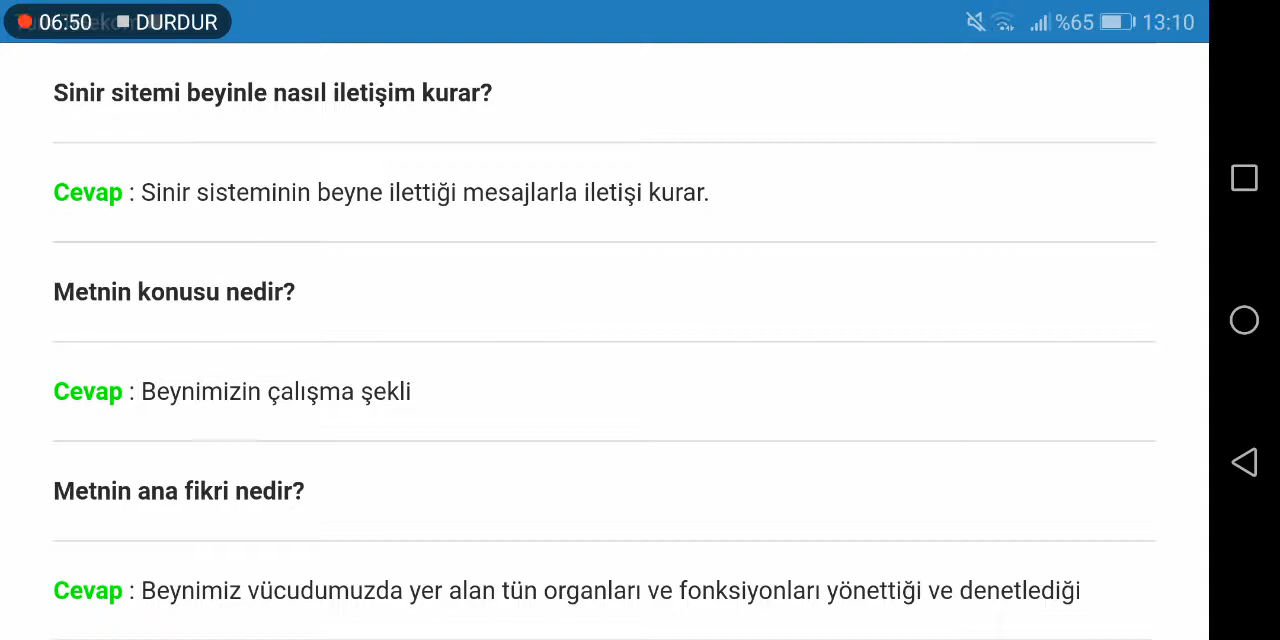 06:50 DURDUR %65 13:10
Sinir sitemi beyinle nasıl iletişim kurar?
Cevap : Sinir sisteminin beyne ilettiği mesajlarla iletişi kurar.
Metnin konusu nedir?
Cevap : Beynimizin çalışma şekli
Metnin ana fikri nedir?
Cevap : Beynimiz vücudumuzda yer alan tün organları ve fonksiyonları yönettiği ve denetlediği